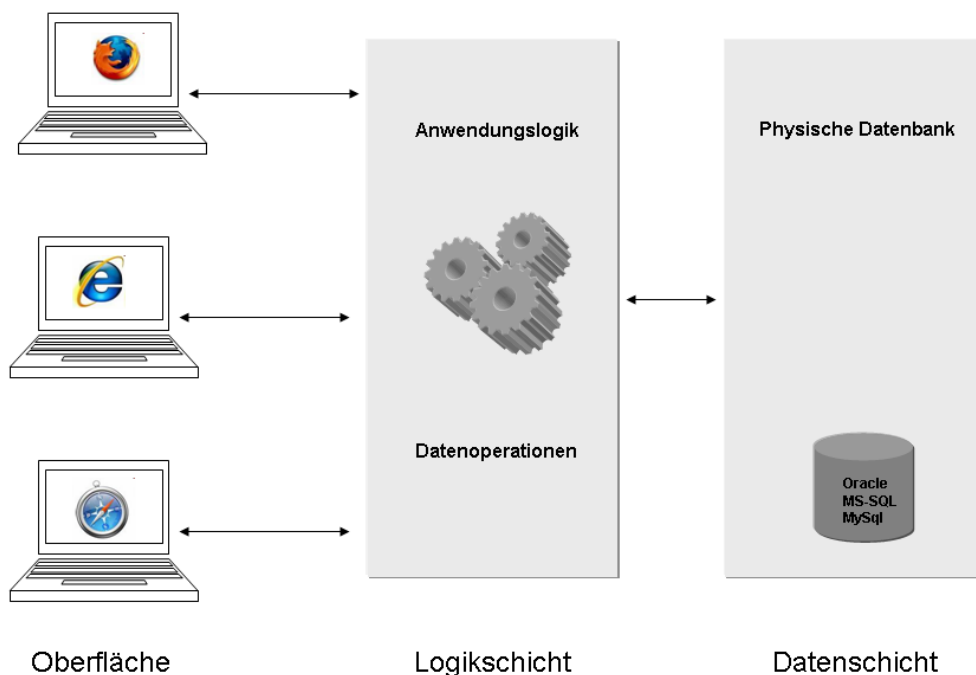 Anwendungslogik
Physische Datenbank
Datenoperationen
Oracle
MS-SQL
MySql
Oberfläche
Logikschicht
Datenschicht